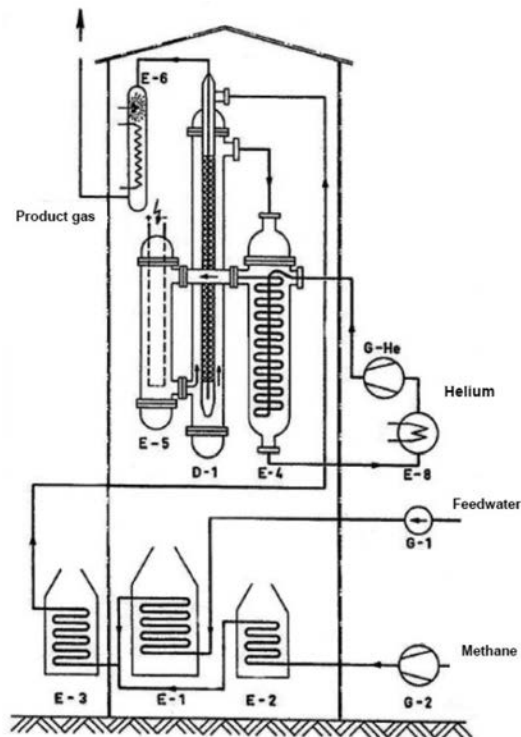 E-6
Product gas
G-He
Helium
E-5
D-1
E-4
E-8
Feedwater
G-1
Methane
E-3
E-1
E-2
G-2